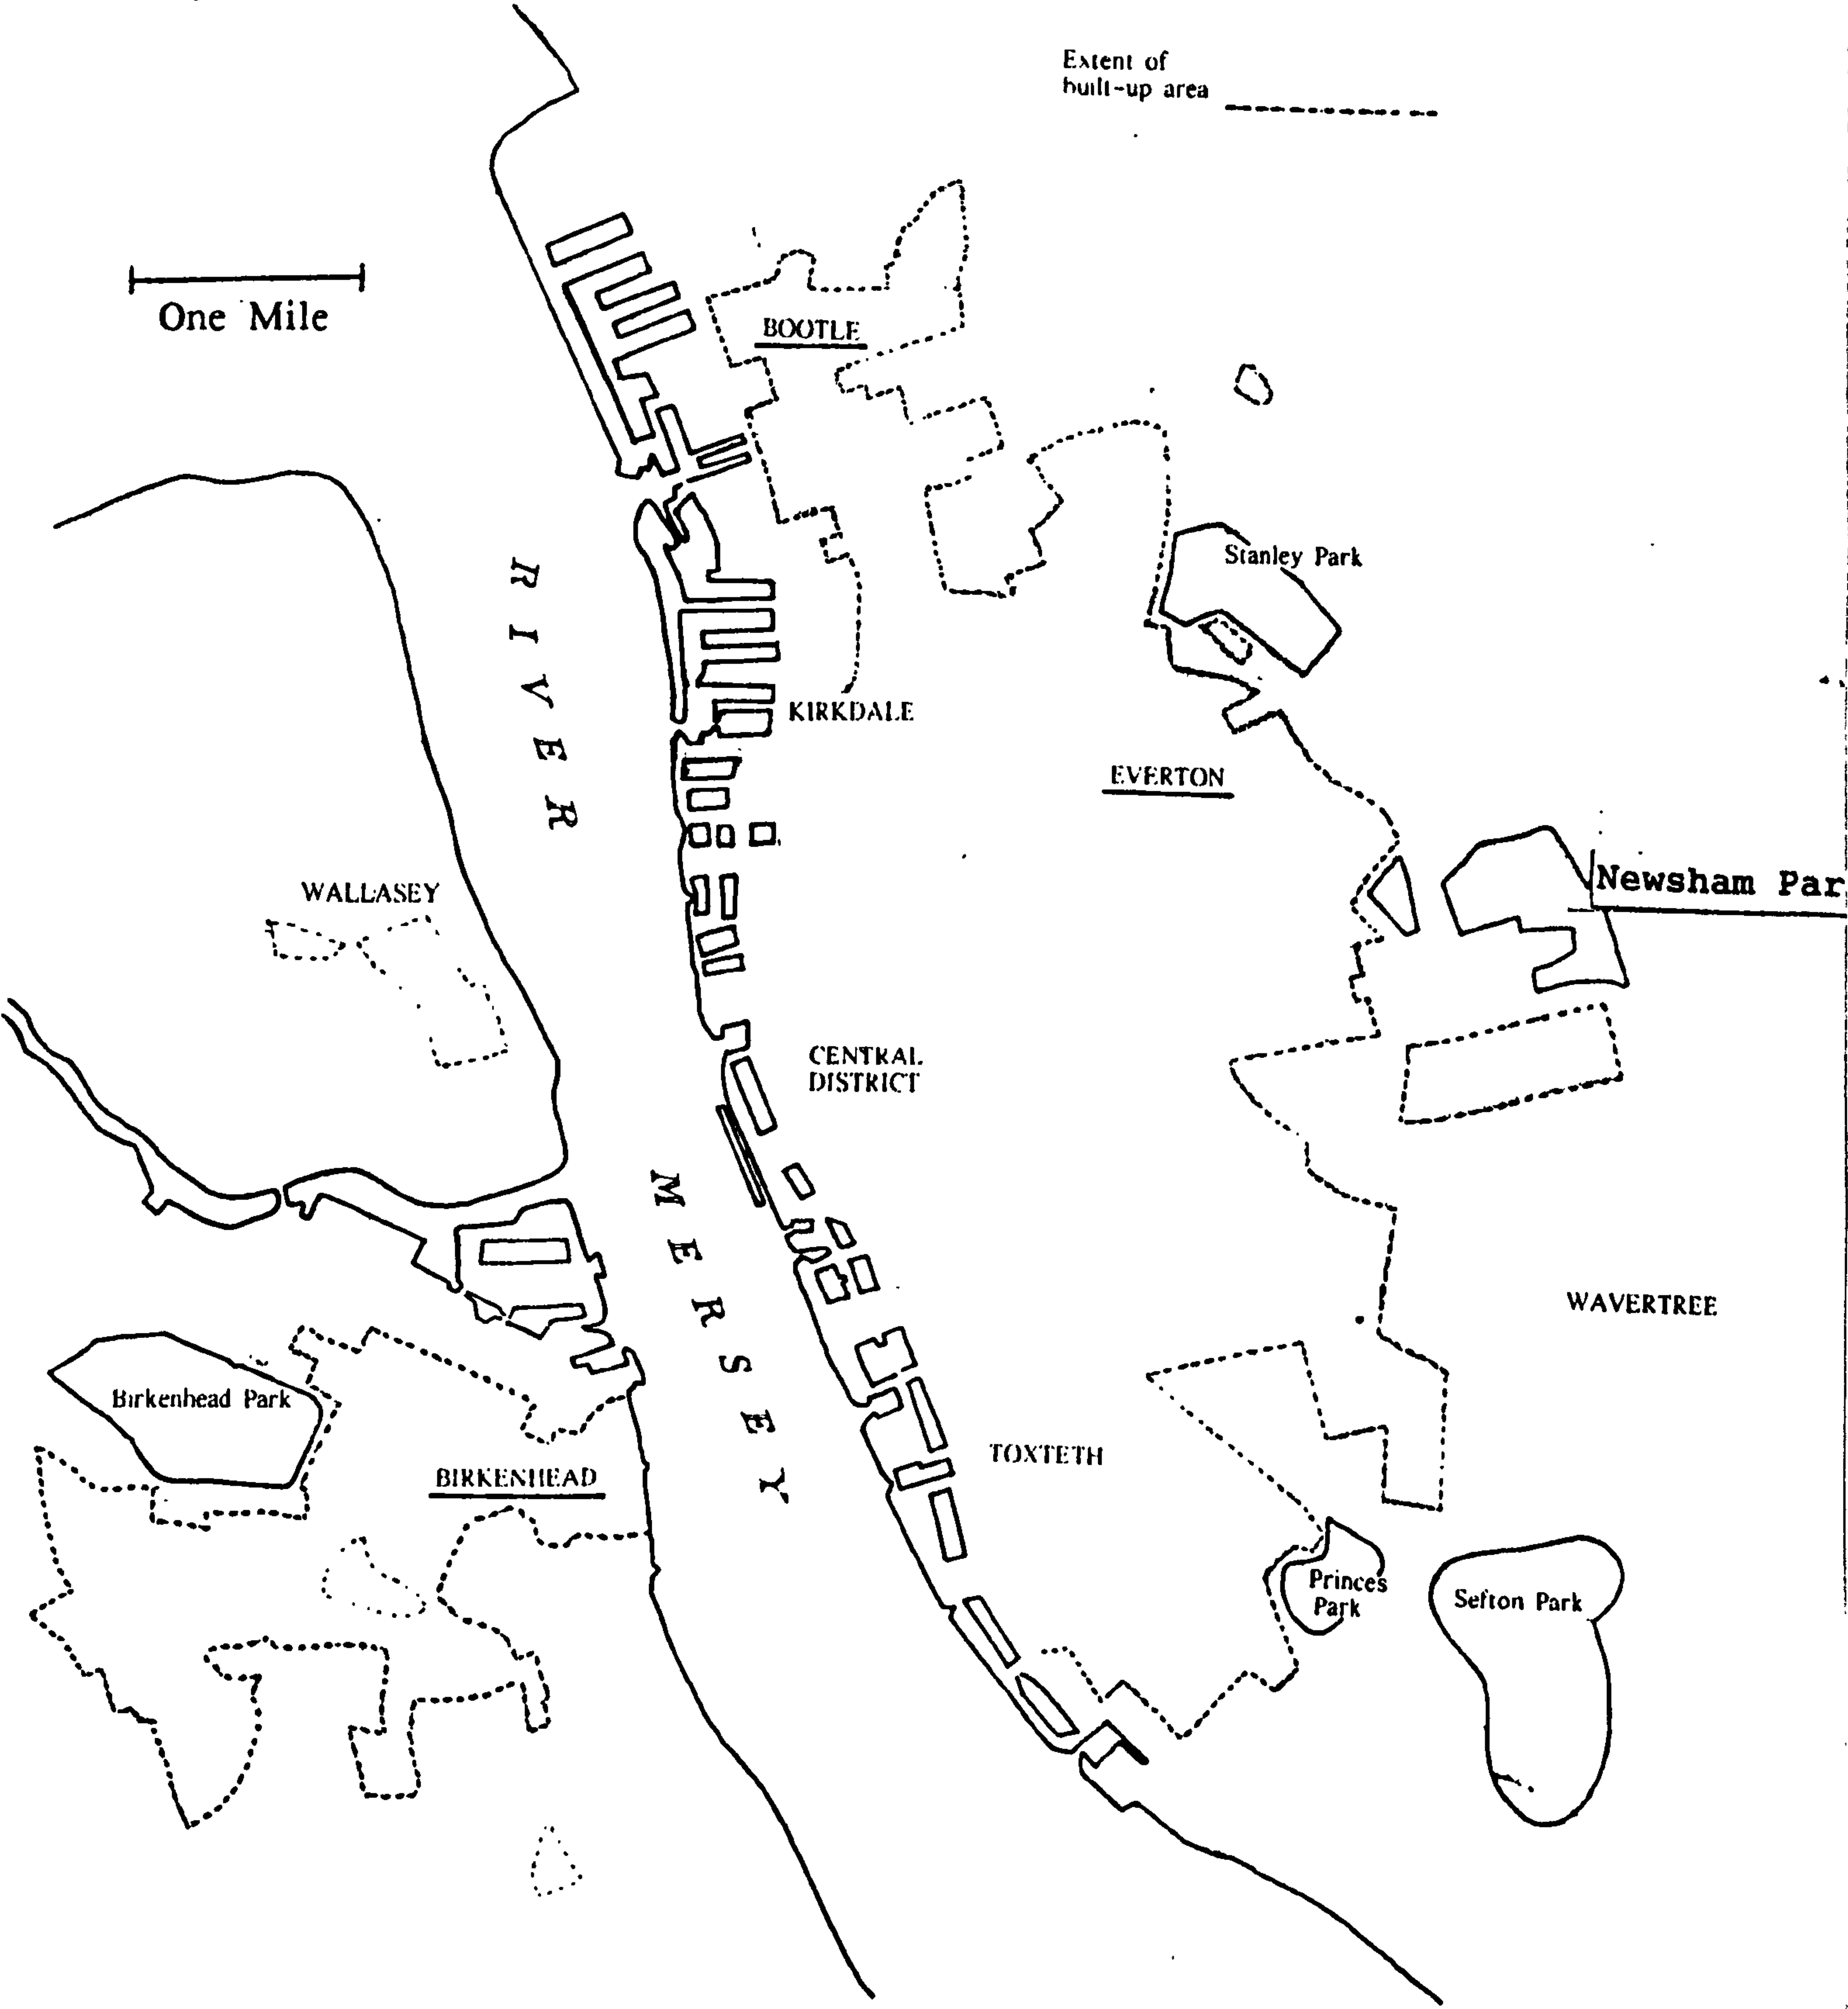 Extent of
built-up area
One Mile
BOOTLE
Stanley Park
RIVER
KIRKDALE
EVERTON
Newsham Par
WALLASEY
CENTRAL
DISTRICT
MERSEY
WAVERTREE
Birkenhead Park
TOXTETH
BIRKENHEAD
Princes
Park
Sefton Park